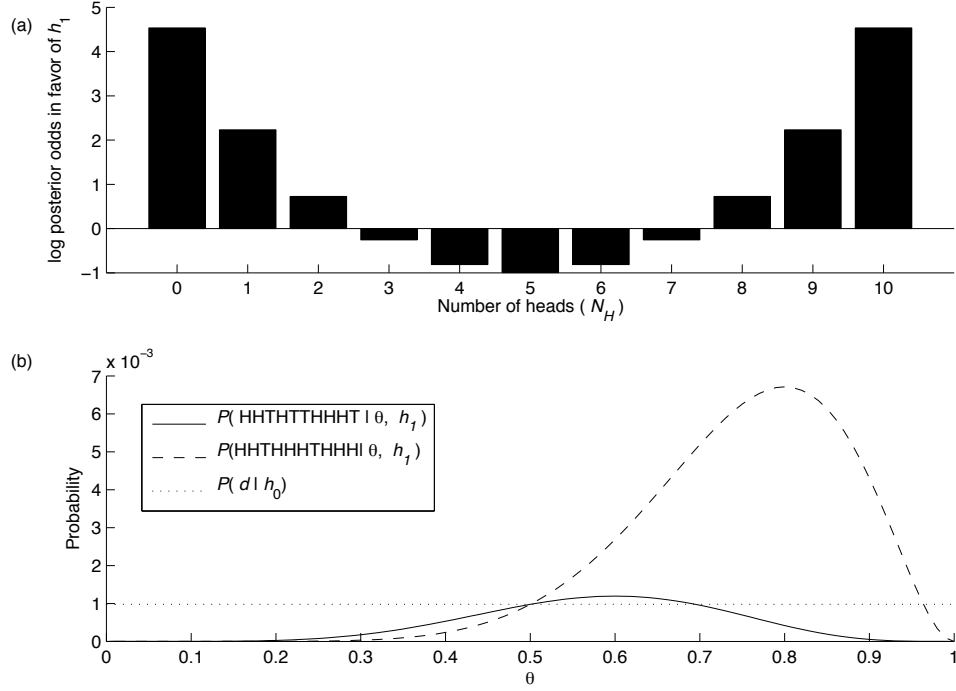 (a)
log posterior odds in favor of h1
5
4
3
2
1
0
−1
0 1 2 3 4 5 6 7 8 9 10
Number of heads ( NH )
(b)
x 10−3
Probability
7
6
5
4
3
2
1
0
P( HHTHTTHHHT | θ, h1)
P(HHTHHHTHHH| θ, h1)
P( d | h0)
0 0.1 0.2 0.3 0.4 0.5 0.6 0.7 0.8 0.9 1
θ